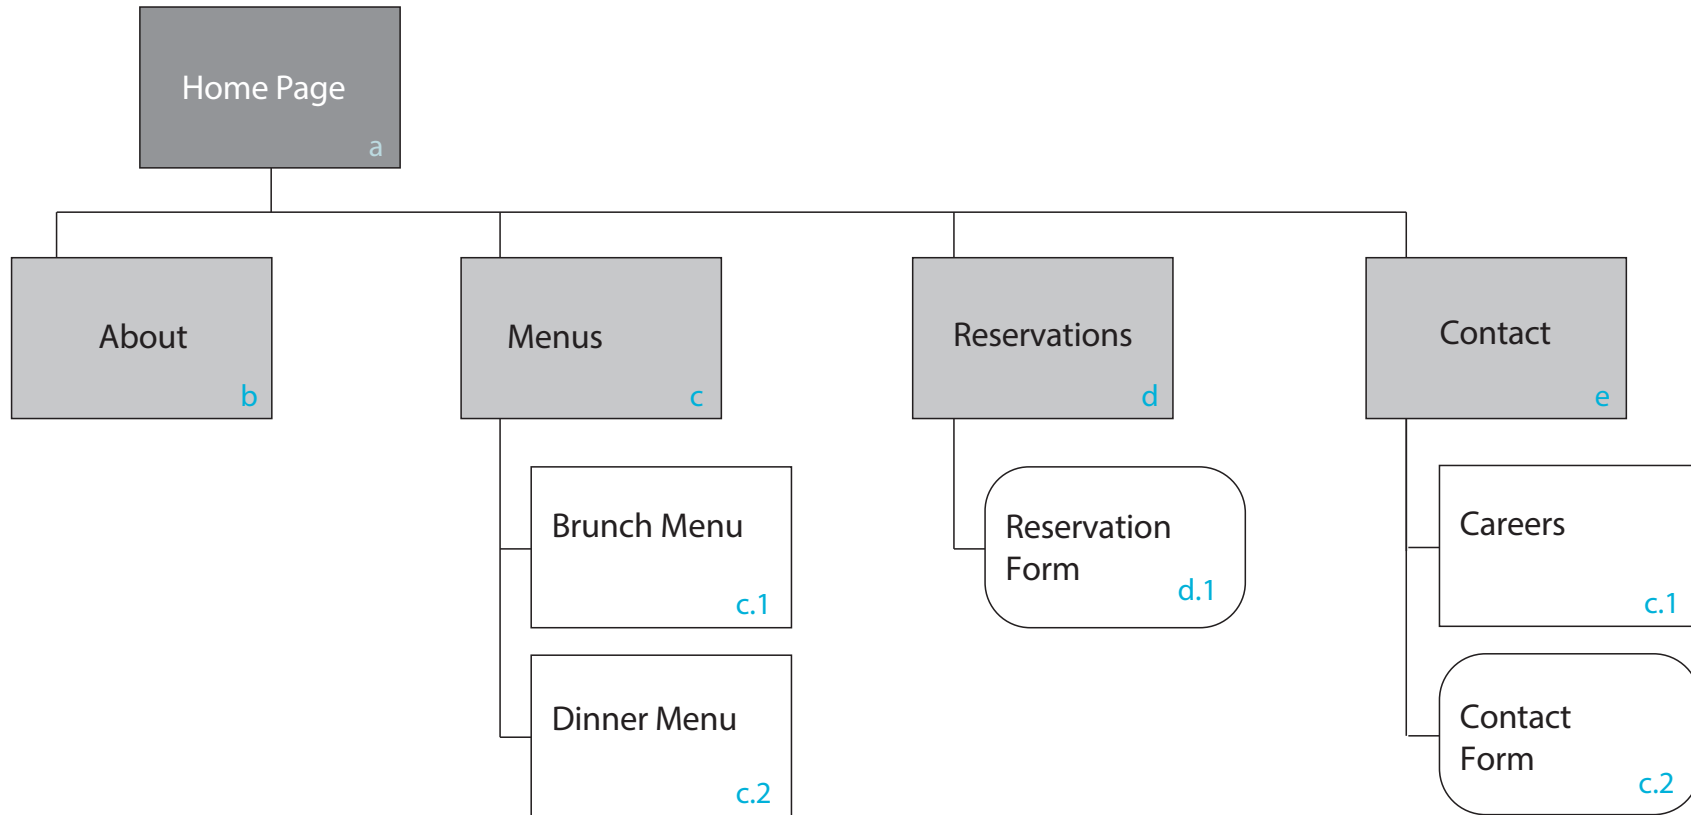 Home Page
a
About
b
Menus
c
Reservations
d
Contact
e
Brunch Menu
c.1
Dinner Menu
c.2
Reservation
Form
d.1
Careers
c.1
Contact
Form
c.2